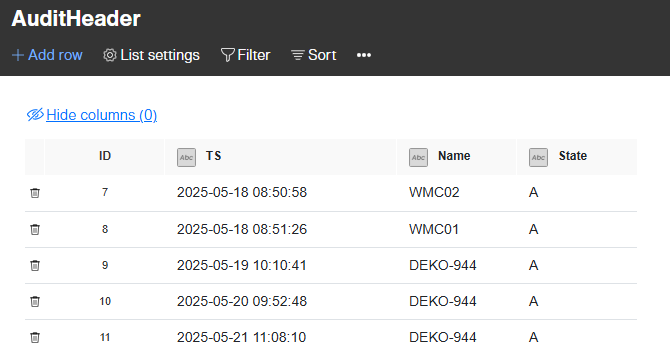 AuditHeader
+ Add row List settings Filter Sort •••
Hide columns (0)
ID Abc TS Abc Name Abc State
7 2025-05-18 08:50:58 WMC02 A
8 2025-05-18 08:51:26 WMC01 A
9 2025-05-19 10:10:41 DEKO-944 A
10 2025-05-20 09:52:48 DEKO-944 A
11 2025-05-21 11:08:10 DEKO-944 A